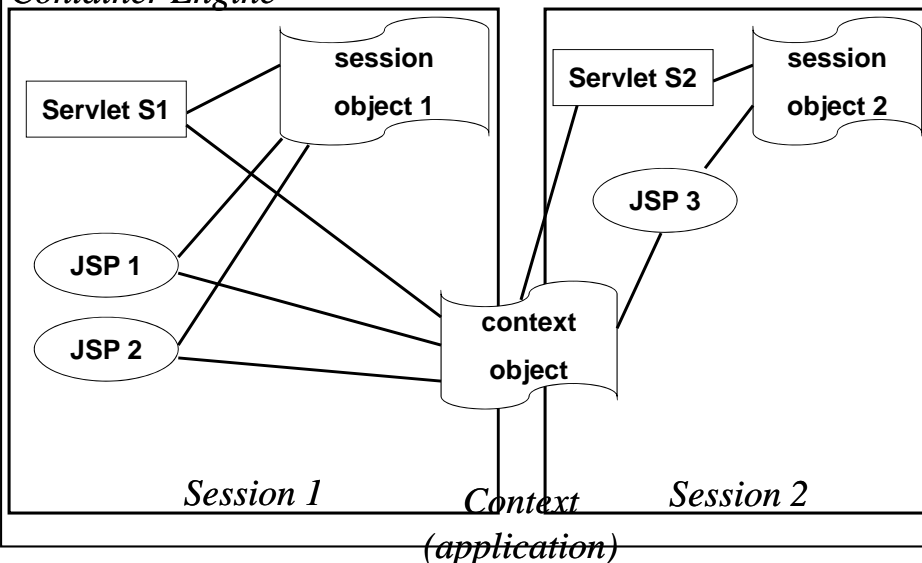 Container Engine
session
object 1
Servlet S1
JSP 1
JSP 2
Servlet S2
session
object 2
JSP 3
context
object
Session 1
Context
(application)
Session 2